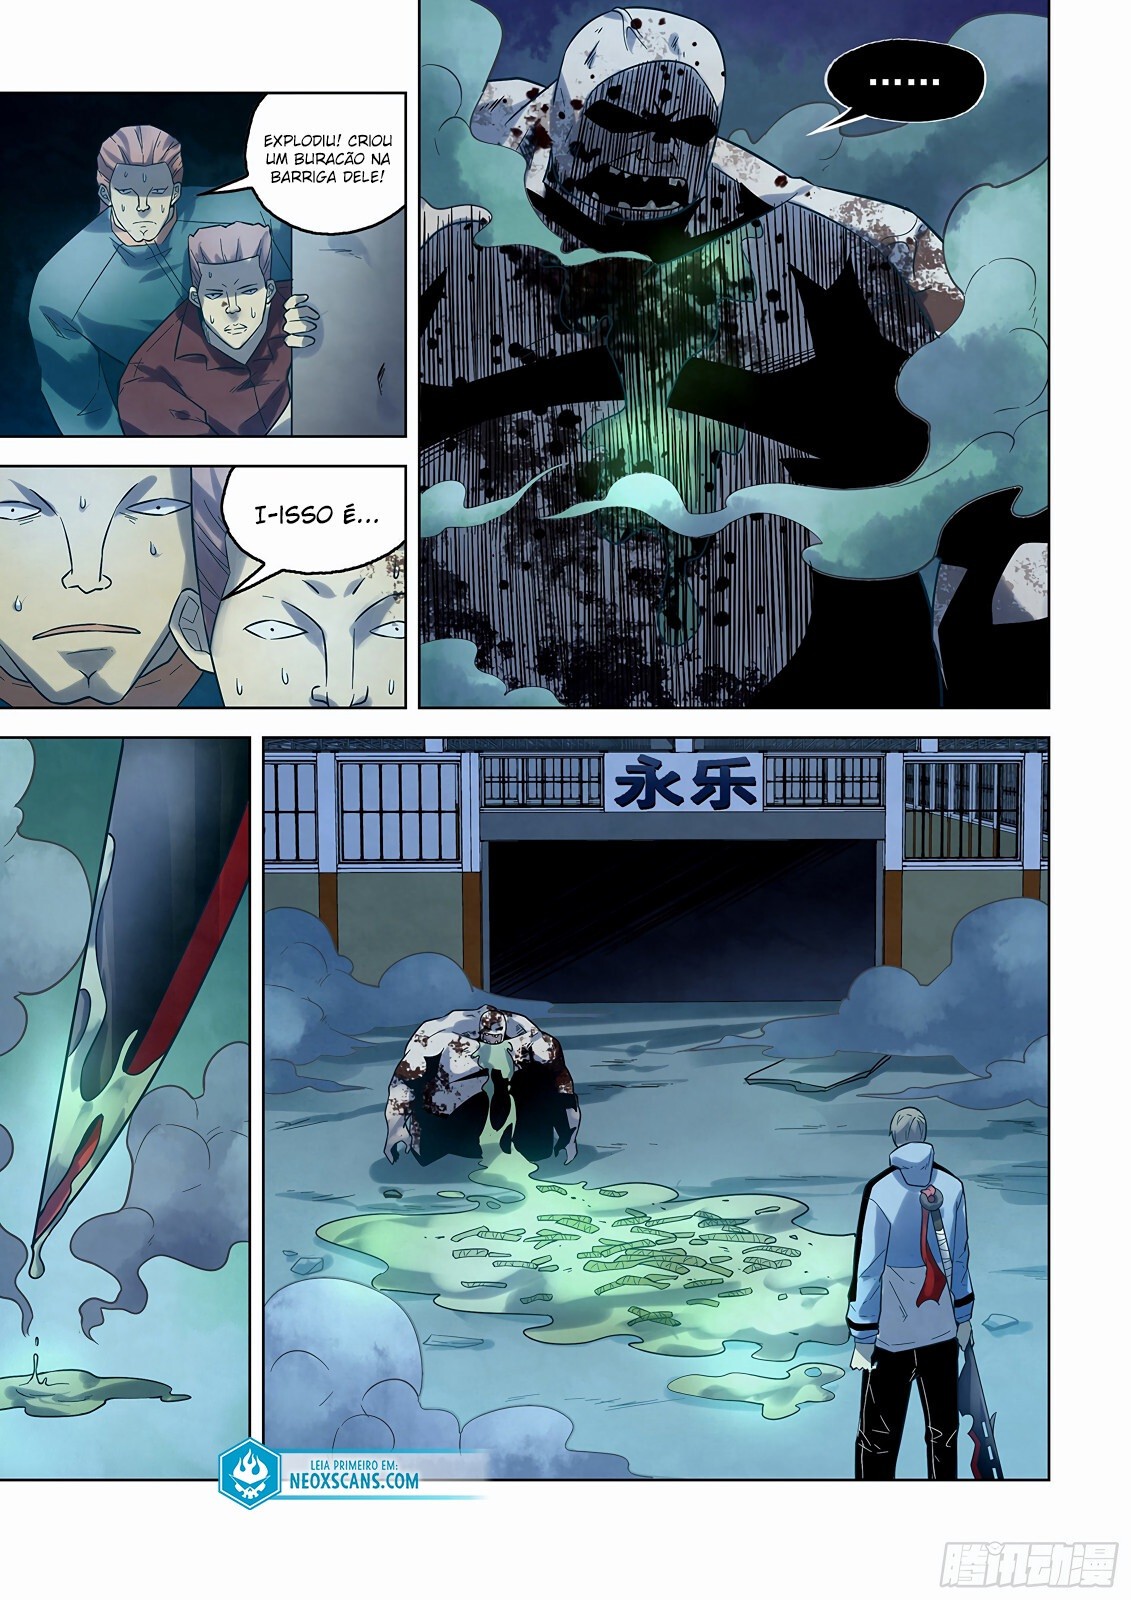 EXPLODIU! CRIOU
UM BURACÃO NA
BARRIGA DELE!
......
I-ISSO É...
永乐
LEIA PRIMEIRO EM:
NEOXSCANS.COM
腾讯动漫